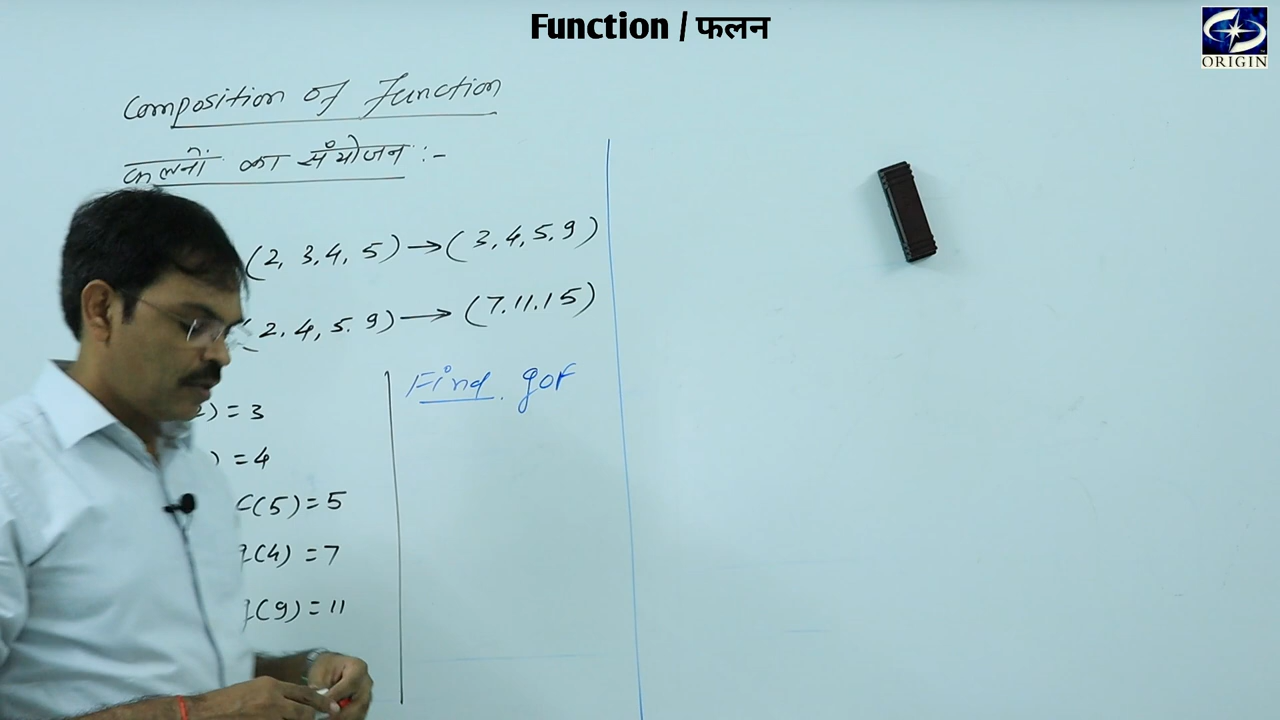 Function / फलन
ORIGIN
Composition of Function
फलनों का संयोजन :-
(2, 3,4, 5) → (3,4,5,9)
(2.4,5.9) → (7.11.15)
Find. gof
) = 3
) = 4
(5) = 5
(4) = 7
(9) = 11